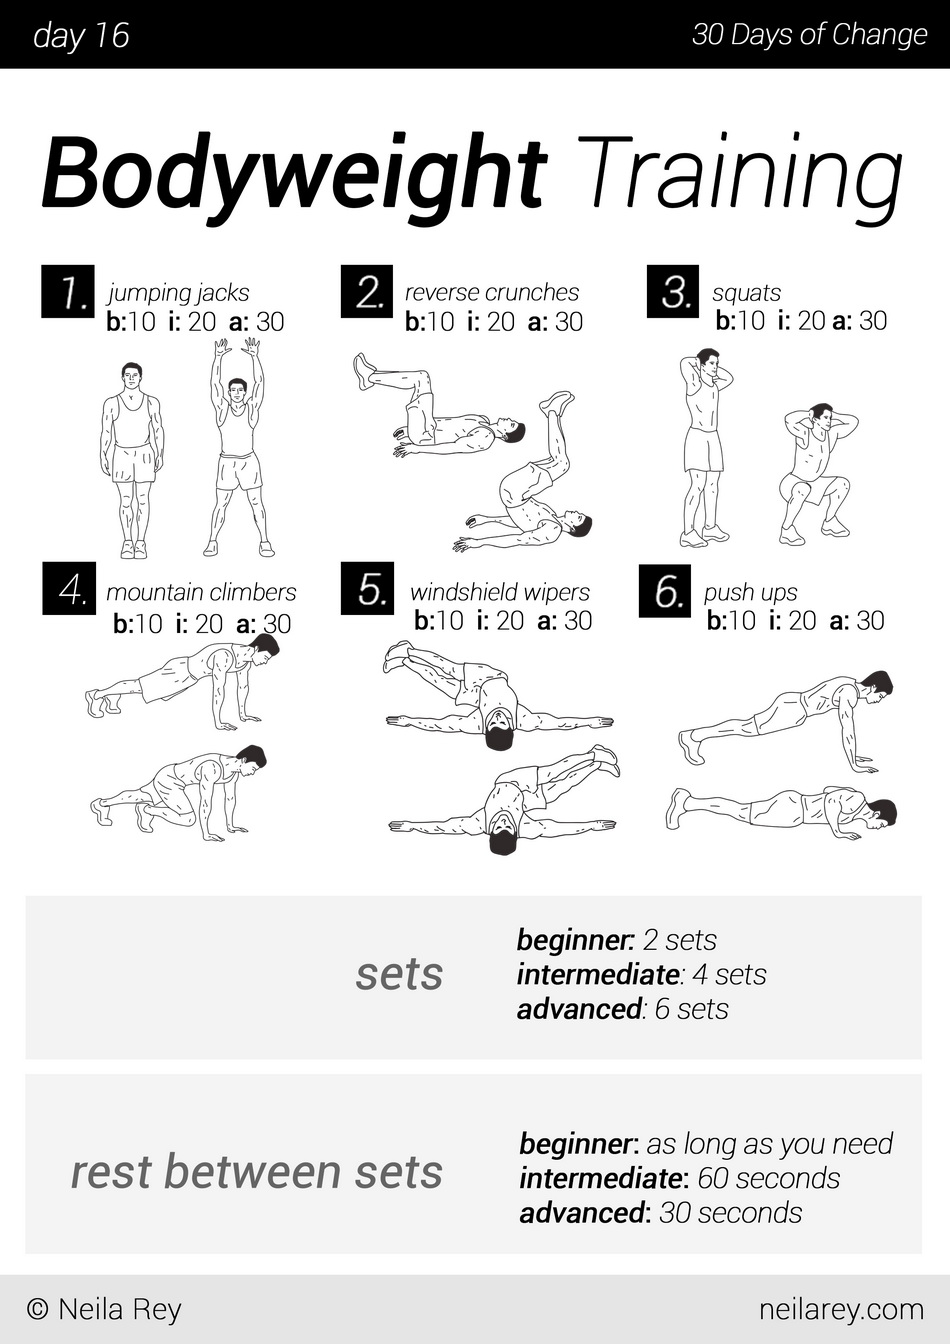 day 16
30 Days of Change
Bodyweight Training
1. jumping jacks
b:10 i: 20 a: 30
2. reverse crunches
b:10 i: 20 a: 30
3. squats
b:10 i: 20 a: 30
4. mountain climbers
b:10 i: 20 a: 30
5. windshield wipers
b:10 i: 20 a: 30
6. push ups
b:10 i: 20 a: 30
sets
beginner: 2 sets
intermediate: 4 sets
advanced: 6 sets
rest between sets
beginner: as long as you need
intermediate: 60 seconds
advanced: 30 seconds
© Neila Rey
neilarey.com